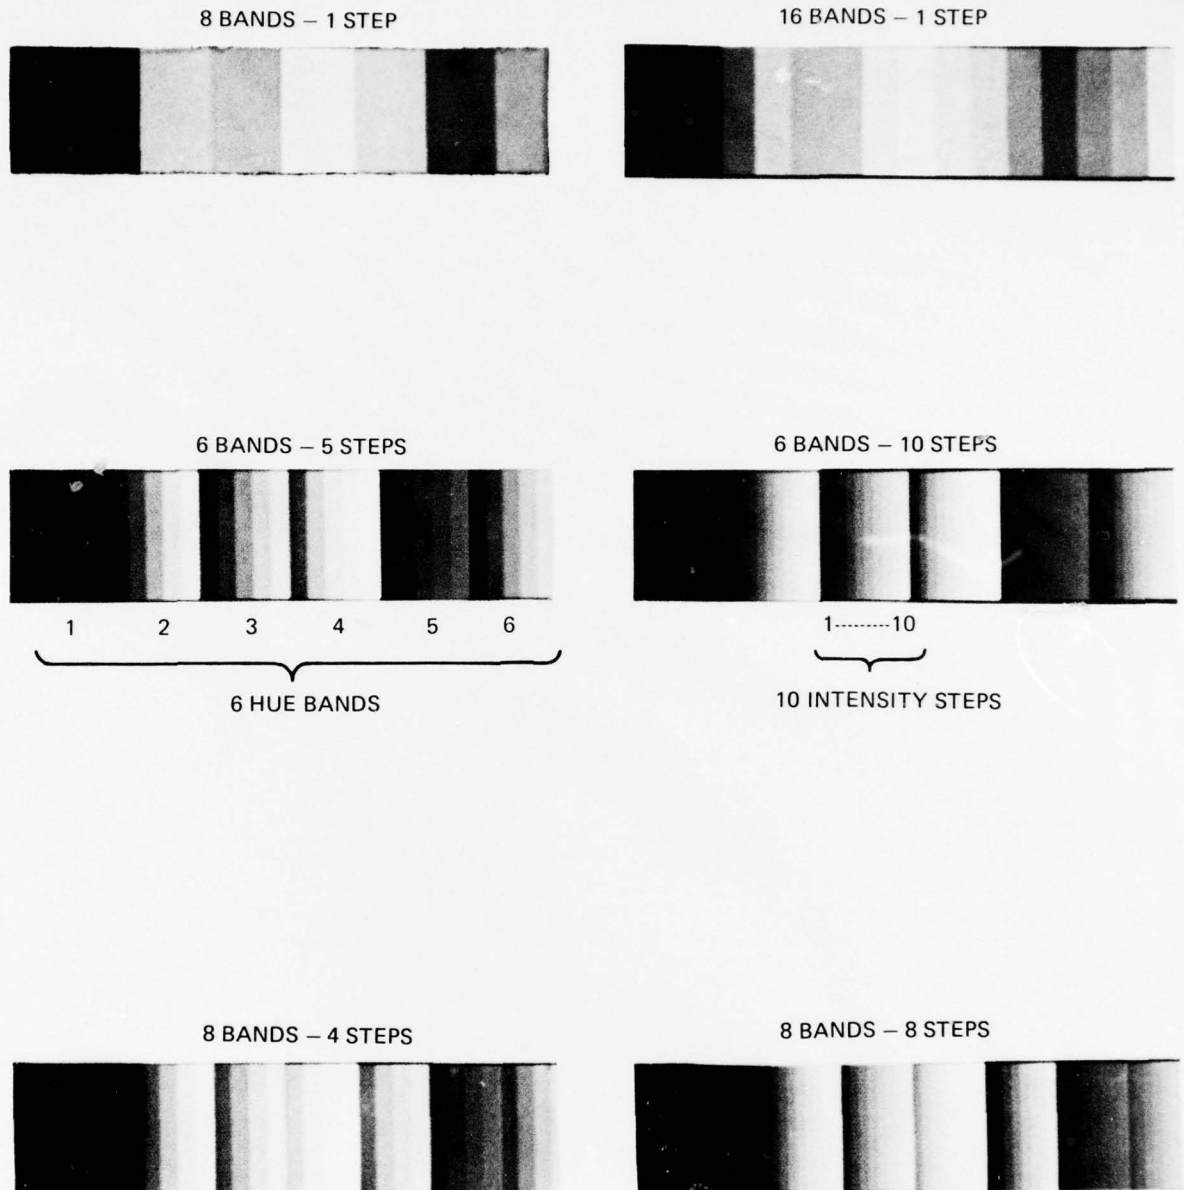 8 BANDS – 1 STEP
16 BANDS – 1 STEP
6 BANDS – 5 STEPS
6 BANDS – 10 STEPS
1 2 3 4 5 6
1---------10
6 HUE BANDS
10 INTENSITY STEPS
8 BANDS – 4 STEPS
8 BANDS – 8 STEPS